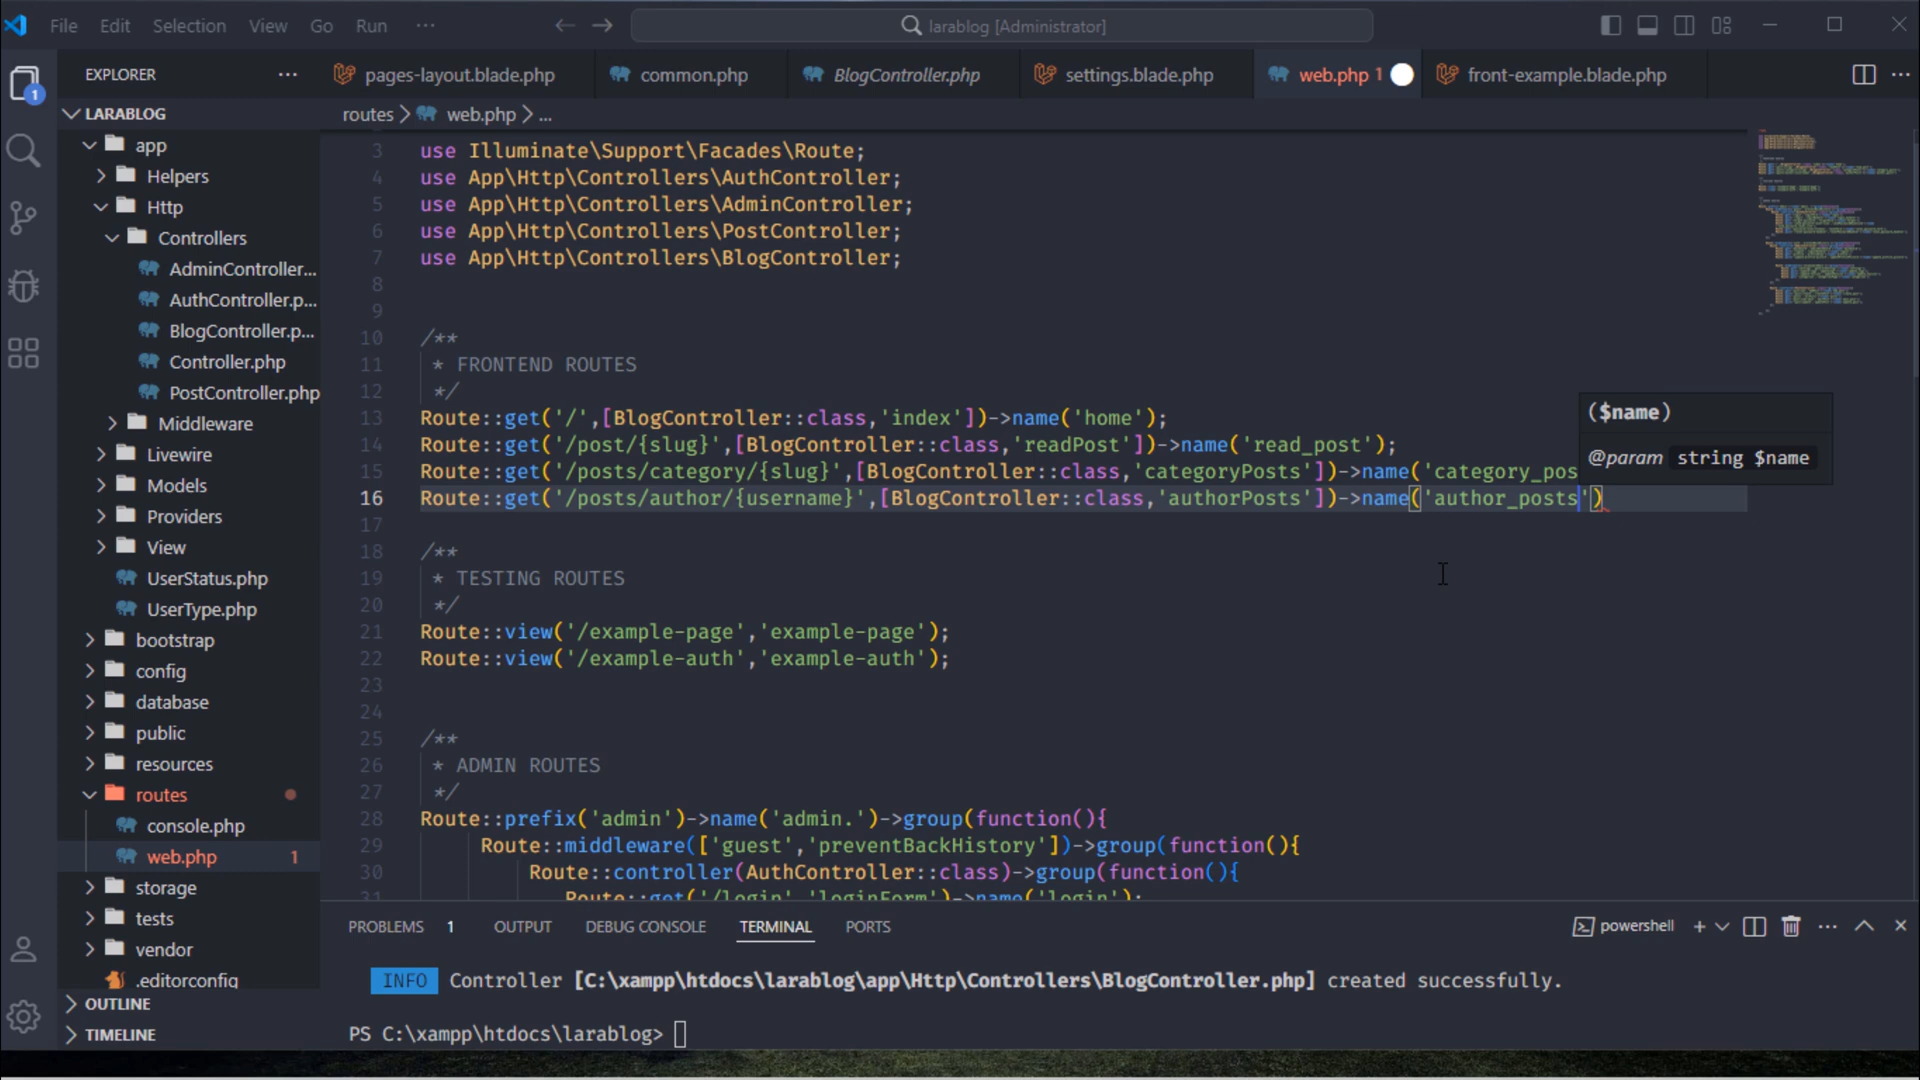 File Edit Selection View Go Run ··· larablog [Administrator]
EXPLORER ···
pages-layout.blade.php common.php BlogController.php settings.blade.php web.php 1 front-example.blade.php ···
LARABLOG
app
Helpers
Http
Controllers
AdminController...
AuthController.p...
BlogController.p...
Controller.php
PostController.php
Middleware
Livewire
Models
Providers
View
UserStatus.php
UserType.php
bootstrap
config
database
public
resources
routes
console.php
web.php 1
storage
tests
vendor
.editorconfig
OUTLINE
TIMELINE
1
routes > web.php > ...
3 use Illuminate\Support\Facades\Route;
4 use App\Http\Controllers\AuthController;
5 use App\Http\Controllers\AdminController;
6 use App\Http\Controllers\PostController;
7 use App\Http\Controllers\BlogController;
8
9
10 /**
11 * FRONTEND ROUTES
12 */
13 Route::get('/',[BlogController::class,'index'])->name('home');
14 Route::get('/post/{slug}',[BlogController::class,'readPost'])->name('read_post');
15 Route::get('/posts/category/{slug}',[BlogController::class,'categoryPosts'])->name('category_pos
16 Route::get('/posts/author/{username}',[BlogController::class,'authorPosts'])->name('author_posts')
17
18 /**
19 * TESTING ROUTES
20 */
21 Route::view('/example-page','example-page');
22 Route::view('/example-auth','example-auth');
23
24
25 /**
26 * ADMIN ROUTES
27 */
28 Route::prefix('admin')->name('admin.')->group(function(){
29 Route::middleware(['guest','preventBackHistory'])->group(function(){
30 Route::controller(AuthController::class)->group(function(){
31 Route::get('/login','loginForm')->name('login');
($name)
@param string $name
PROBLEMS 1 OUTPUT DEBUG CONSOLE TERMINAL PORTS
powershell
INFO Controller [C:\xampp\htdocs\larablog\app\Http\Controllers\BlogController.php] created successfully.
PS C:\xampp\htdocs\larablog>